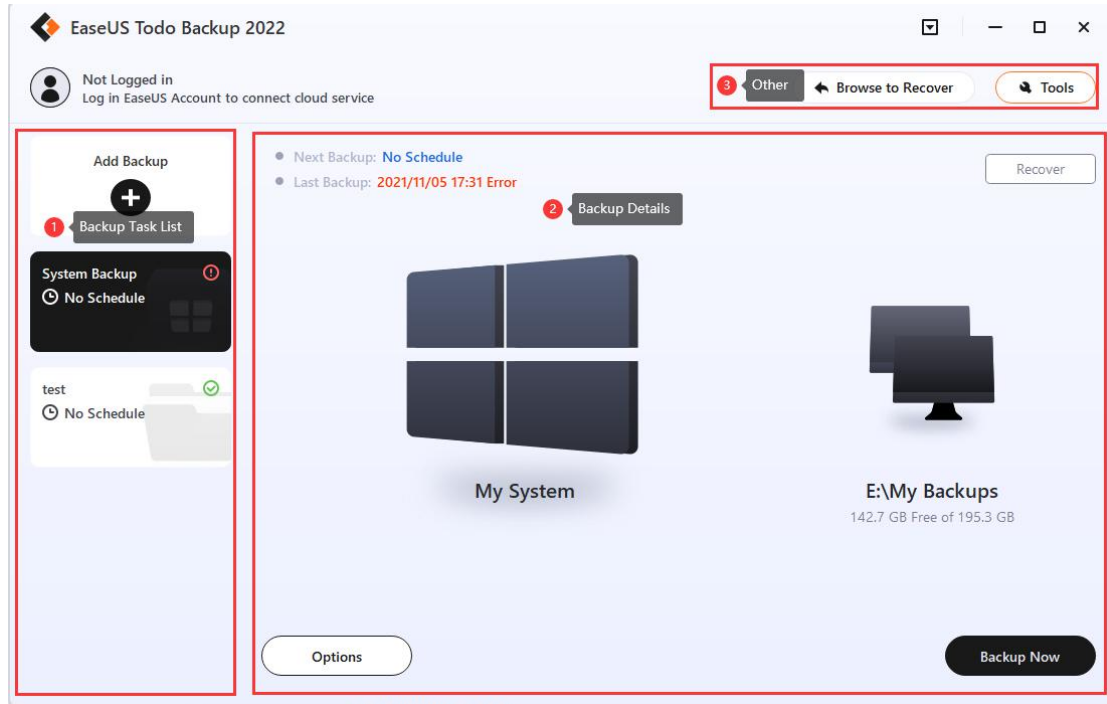 EaseUS Todo Backup 2022
Not Logged in
Log in EaseUS Account to connect cloud service
3 Other
Browse to Recover
Tools
Add Backup
1 Backup Task List
System Backup
No Schedule
test
No Schedule
Next Backup: No Schedule
Last Backup: 2021/11/05 17:31 Error
Recover
2 Backup Details
My System
E:\My Backups
142.7 GB Free of 195.3 GB
Options
Backup Now